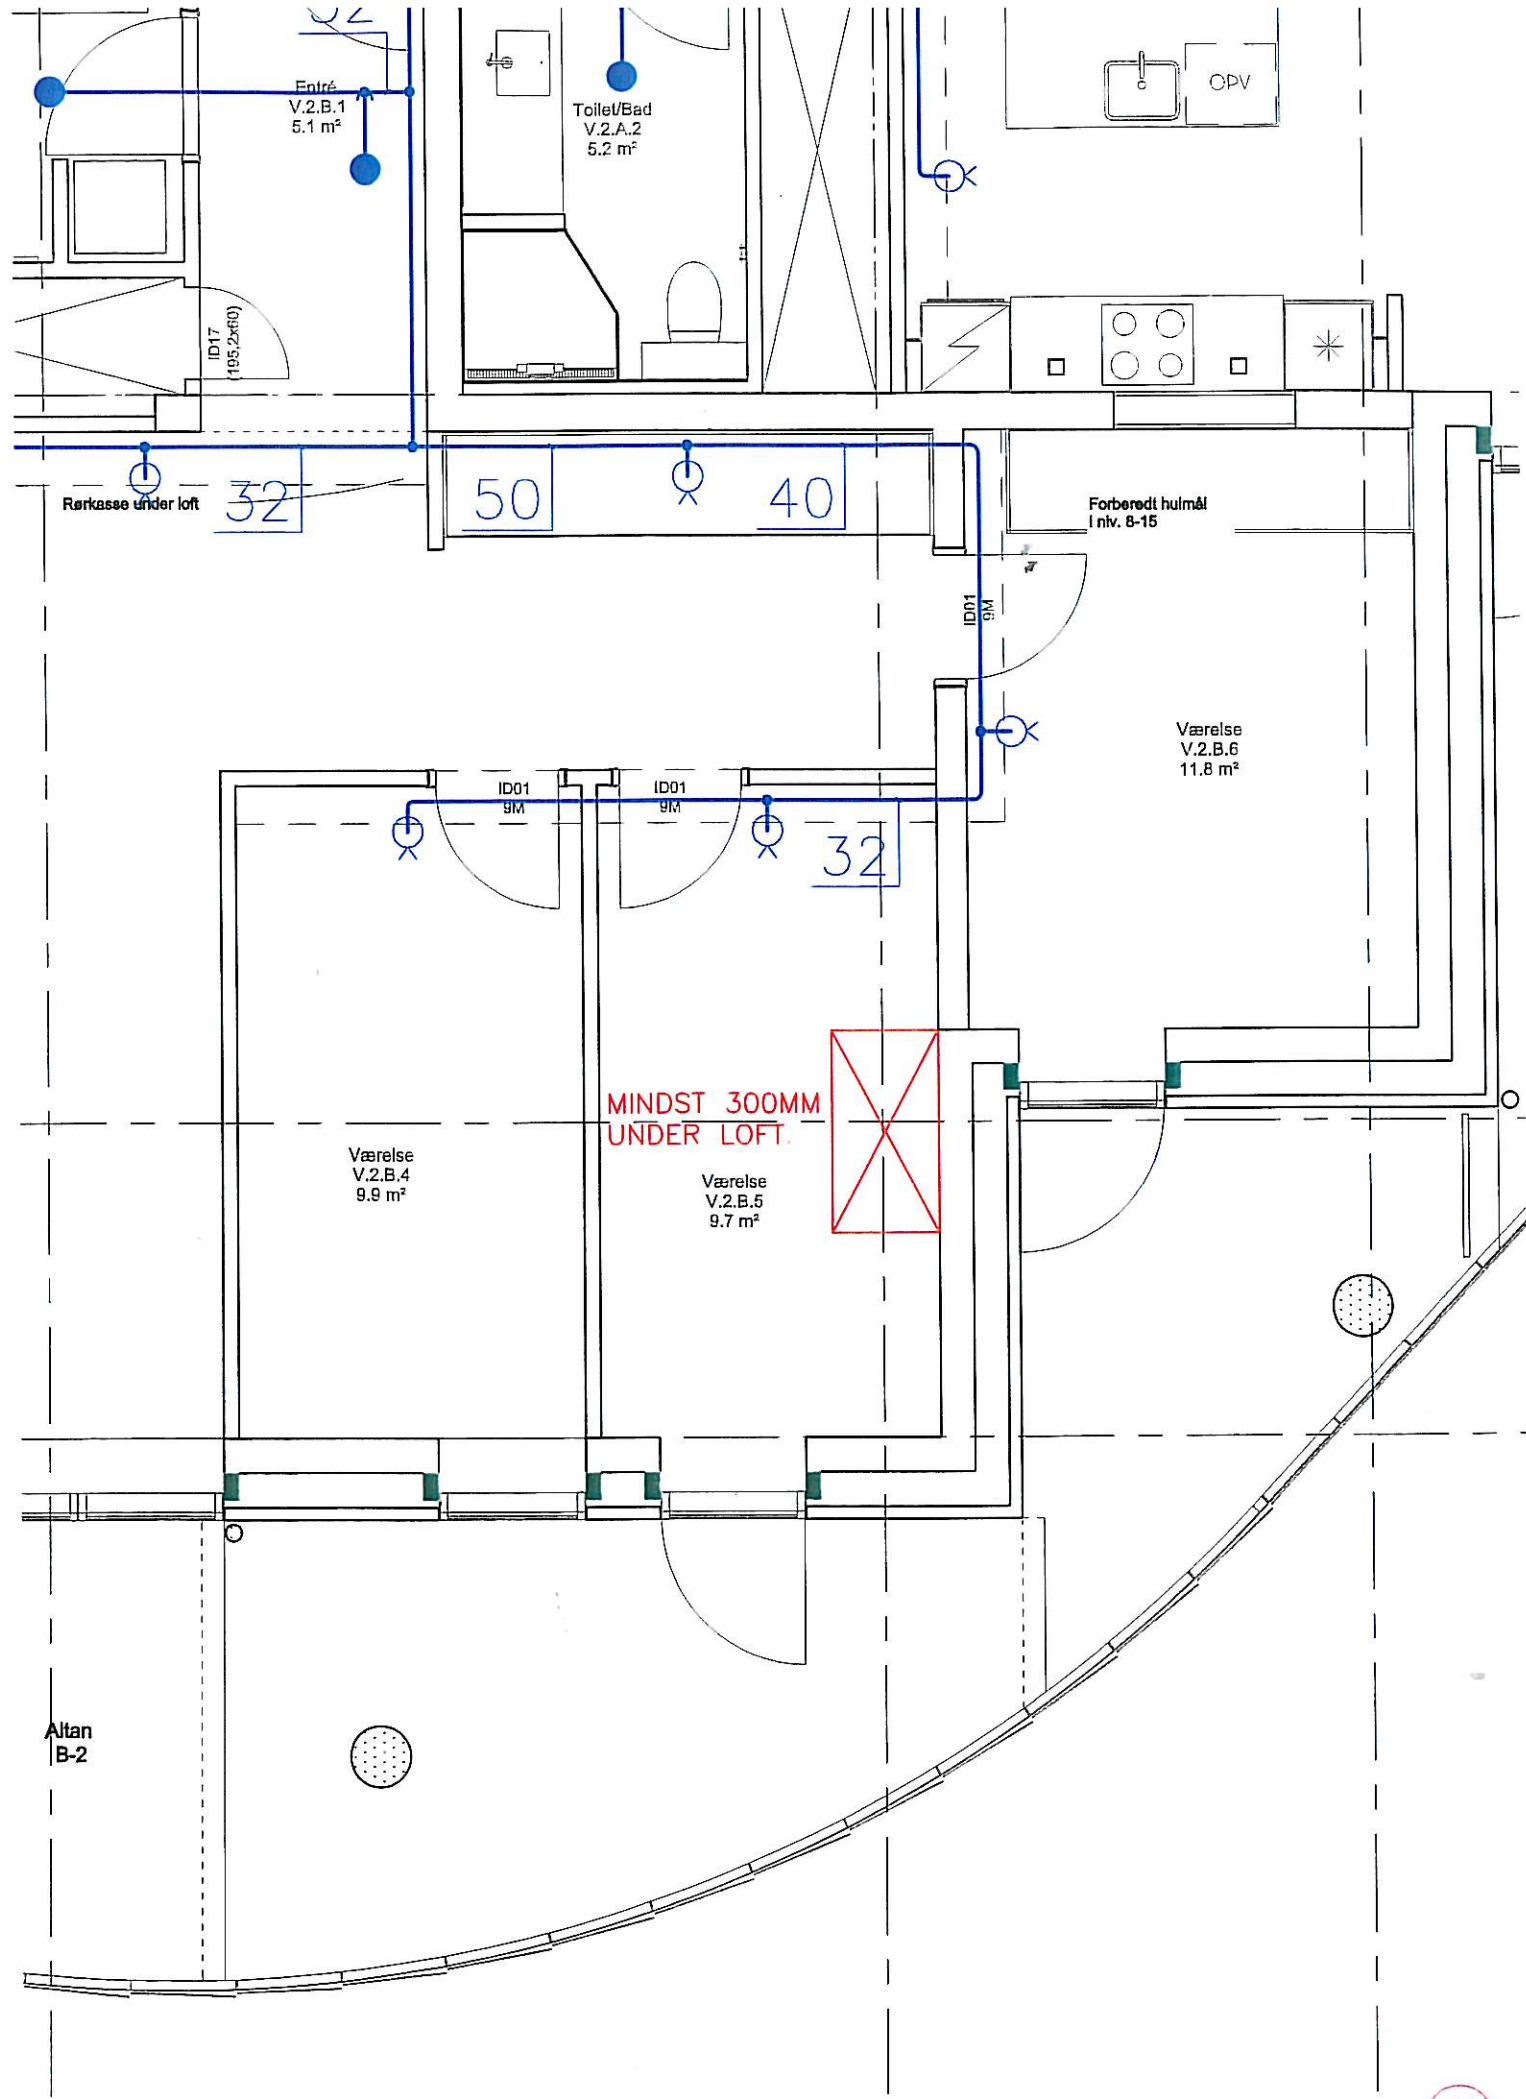 32
Entré
V.2.B.1
5.1 m²
Toilet/Bad
V.2.A.2
5.2 m²
OPV
ID17
(195,2x60)
Rørkasse under loft
32
50
40
Forberedt hulmål
I niv. 8-15
ID01
9M
Værelse
V.2.B.6
11.8 m²
ID01
9M
ID01
9M
32
MINDST 300MM
UNDER LOFT
Værelse
V.2.B.4
9.9 m²
Værelse
V.2.B.5
9.7 m²
Altan
B-2